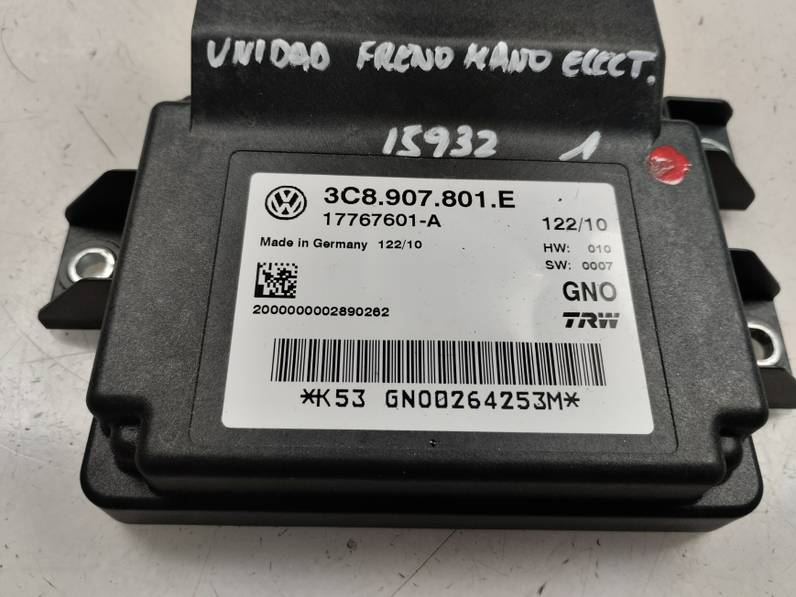 UNIDAD FRENO MANO ELECT.
15932 1
3C8.907.801.E
17767601-A
122/10
Made in Germany 122/10
HW: 010
SW: 0007
GNO
2000000002890262
TRW
*K53 GNO0264253M*